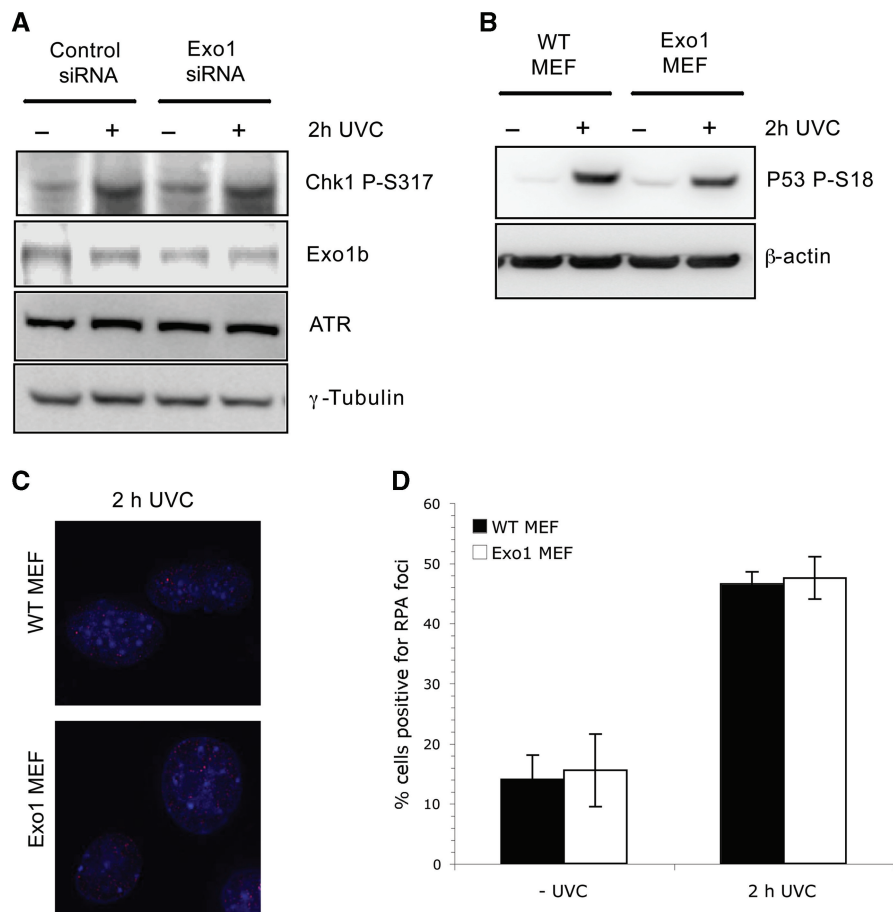 A
Control siRNA
Exo1 siRNA
– + – + 2h UVC
Chk1 P-S317
Exo1b
ATR
γ-Tubulin
B
WT MEF
Exo1 MEF
– + – + 2h UVC
P53 P-S18
β-actin
C
2 h UVC
WT MEF
Exo1 MEF
D
% cells positive for RPA foci
60
50
40
30
20
10
0
WT MEF
Exo1 MEF
- UVC
2 h UVC